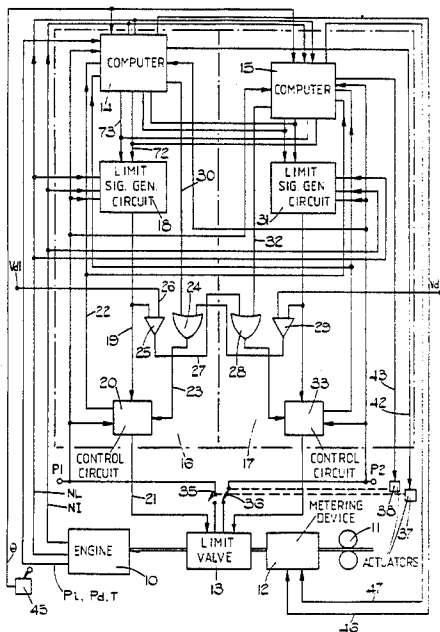 COMPUTER
14
15
COMPUTER
73
72
30
LIMIT
SIG. GEN.
CIRCUIT
18
LIMIT
SIG. GEN.
CIRCUIT
31
32
Vd1
22
26
24
25
27
28
29
19
23
43
42
20
CONTROL
CIRCUIT
33
CONTROL
CIRCUIT
16
17
P1
P2
21
35
36
38
37
NL
NI
METERING
DEVICE
11
ENGINE
10
LIMIT
VALVE
13
12
ACTUATORS
θ
45
P1, Pd, T
47
46